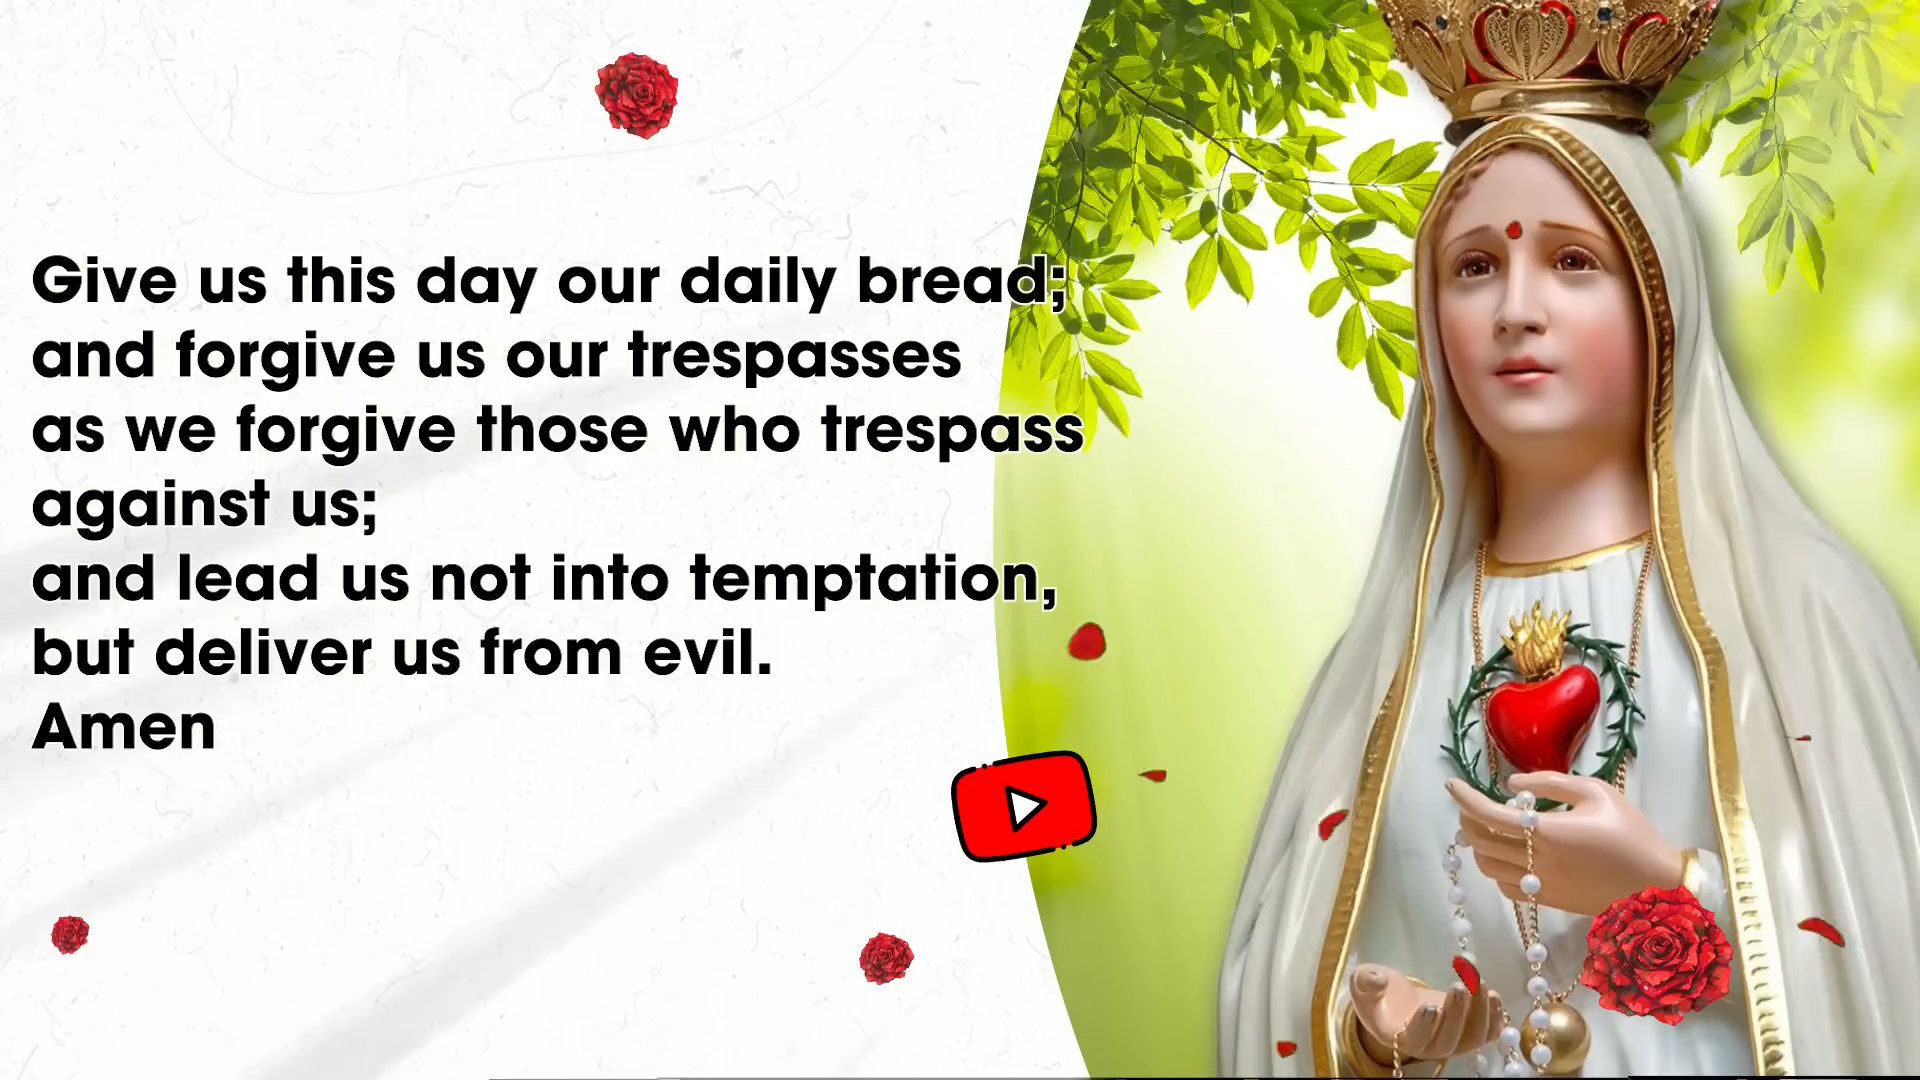 Give us this day our daily bread;
and forgive us our trespasses
as we forgive those who trespass
against us;
and lead us not into temptation,
but deliver us from evil.
Amen